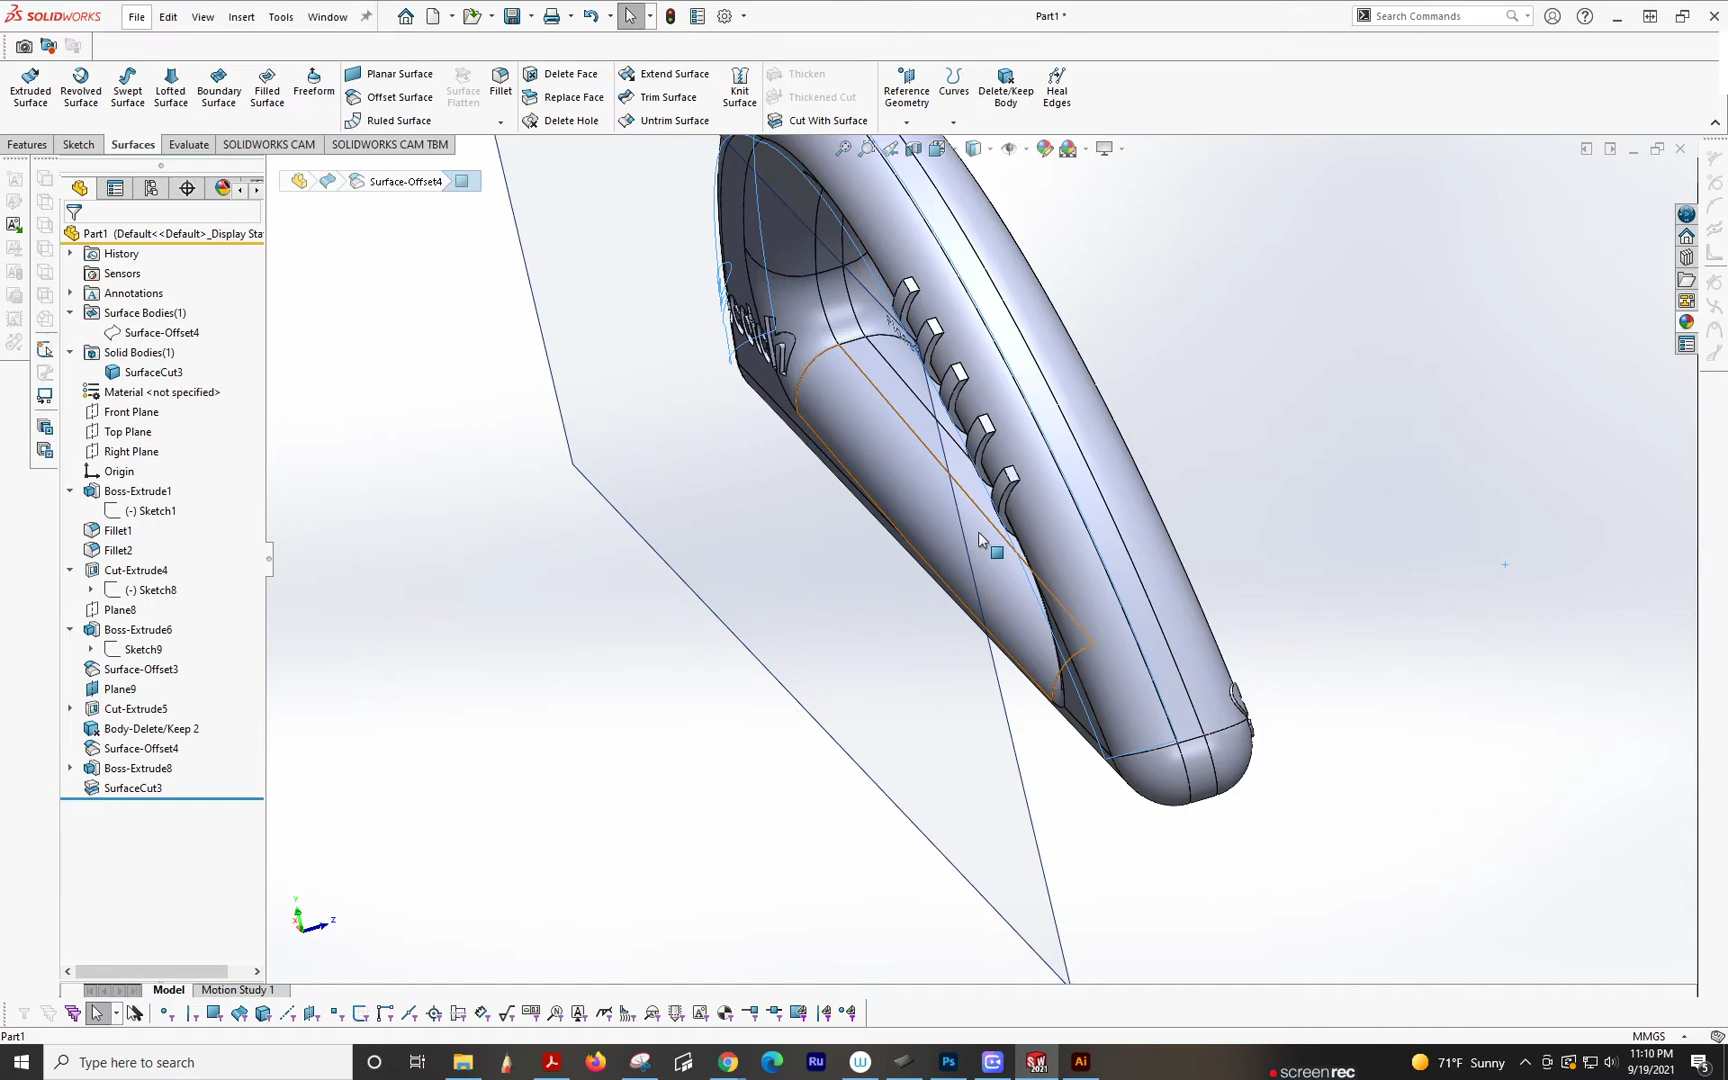 SOLIDWORKS File Edit View Insert Tools Window Part1 * Search Commands
Extruded Surface
Revolved Surface
Swept Surface
Lofted Surface
Boundary Surface
Filled Surface
Freeform
Planar Surface
Offset Surface
Ruled Surface
Surface Flatten
Fillet
Delete Face
Replace Face
Delete Hole
Extend Surface
Trim Surface
Untrim Surface
Knit Surface
Thicken
Thickened Cut
Cut With Surface
Reference Geometry
Curves
Delete/Keep Body
Heal Edges
Features Sketch Surfaces Evaluate SOLIDWORKS CAM SOLIDWORKS CAM TBM
Surface-Offset4
Part1 (Default<<Default>_Display Sta
History
Sensors
Annotations
Surface Bodies(1)
Surface-Offset4
Solid Bodies(1)
SurfaceCut3
Material <not specified>
Front Plane
Top Plane
Right Plane
Origin
Boss-Extrude1
(-) Sketch1
Fillet1
Fillet2
Cut-Extrude4
(-) Sketch8
Plane8
Boss-Extrude6
Sketch9
Surface-Offset3
Plane9
Cut-Extrude5
Body-Delete/Keep 2
Surface-Offset4
Boss-Extrude8
SurfaceCut3
Y
X
Z
Model Motion Study 1
Part1 MMGS
Type here to search
Ru
W
Ps
SW 2021
Ai
screenrec
71°F Sunny
11:10 PM
9/19/2021
5